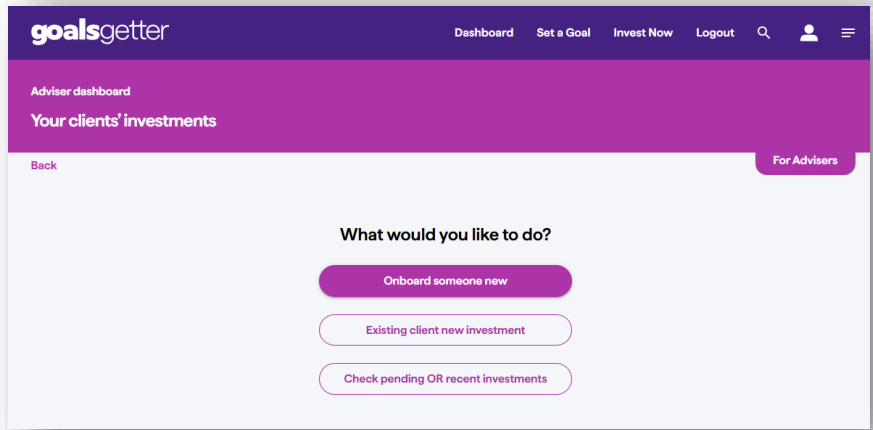 goalsgetter
Dashboard Set a Goal Invest Now Logout
Adviser dashboard
Your clients' investments
Back
For Advisers
What would you like to do?
Onboard someone new
Existing client new investment
Check pending OR recent investments